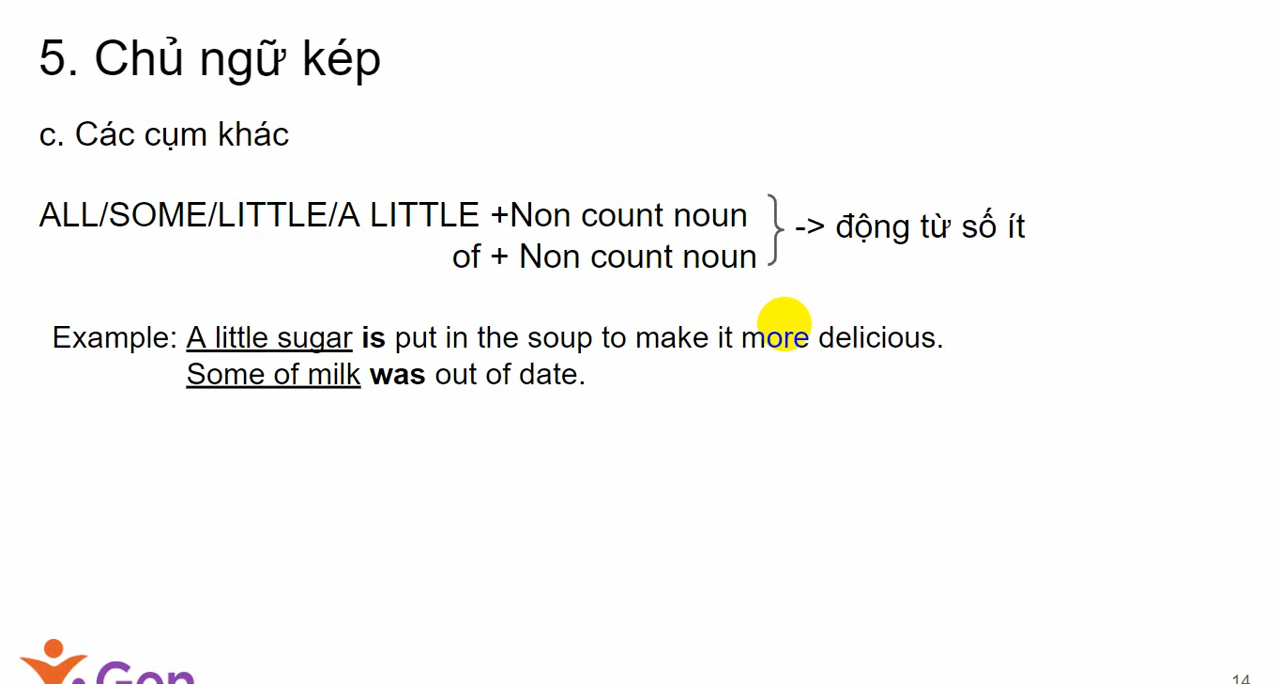 5. Chủ ngữ kép
c. Các cụm khác
ALL/SOME/LITTLE/A LITTLE +Non count noun
of + Non count noun
-> động từ số ít
Example: A little sugar is put in the soup to make it more delicious.
Some of milk was out of date.
Gen
14